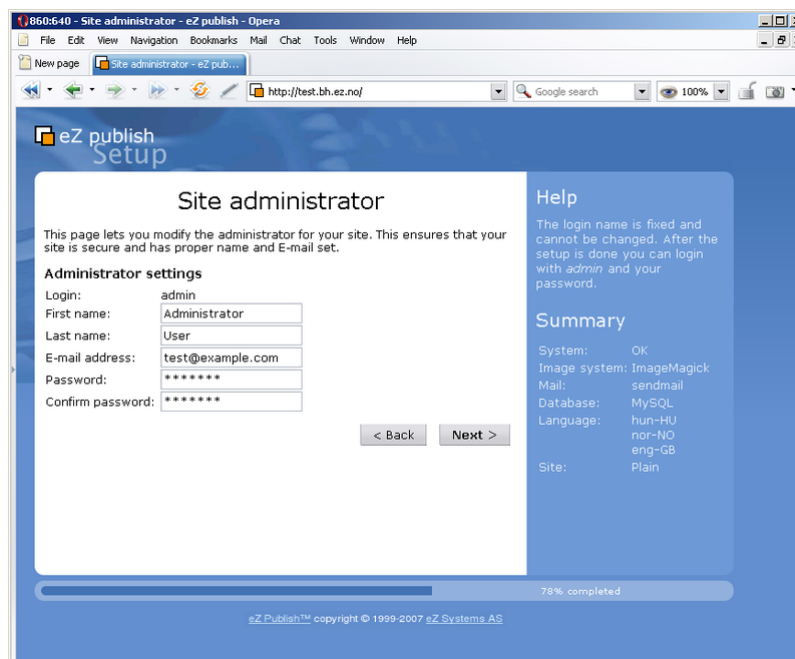 860:640 - Site administrator - eZ publish - Opera
File Edit View Navigation Bookmarks Mail Chat Tools Window Help
New page Site administrator - eZ pub...
http://test.bh.ez.no/ Google search 100%
eZ publish
Setup
Site administrator
This page lets you modify the administrator for your site. This ensures that your
site is secure and has proper name and E-mail set.
Administrator settings
Login: admin
First name: Administrator
Last name: User
E-mail address: test@example.com
Password: *******
Confirm password: *******
< Back Next >
Help
The login name is fixed and
cannot be changed. After the
setup is done you can login
with admin and your
password.
Summary
System: OK
Image system: ImageMagick
Mail: sendmail
Database: MySQL
Language: hun-HU
nor-NO
eng-GB
Site: Plain
78% completed
eZ Publish™ copyright © 1999-2007 eZ Systems AS